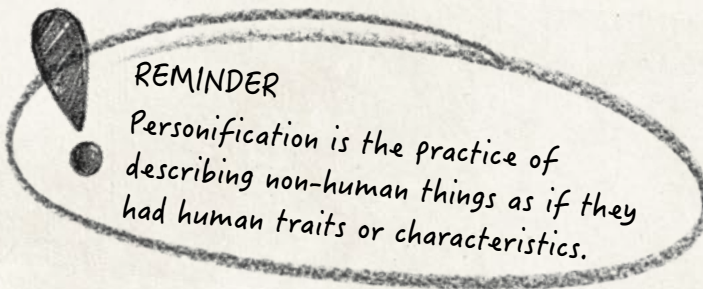 REMINDER
Personification is the practice of
describing non-human things as if they
had human traits or characteristics.